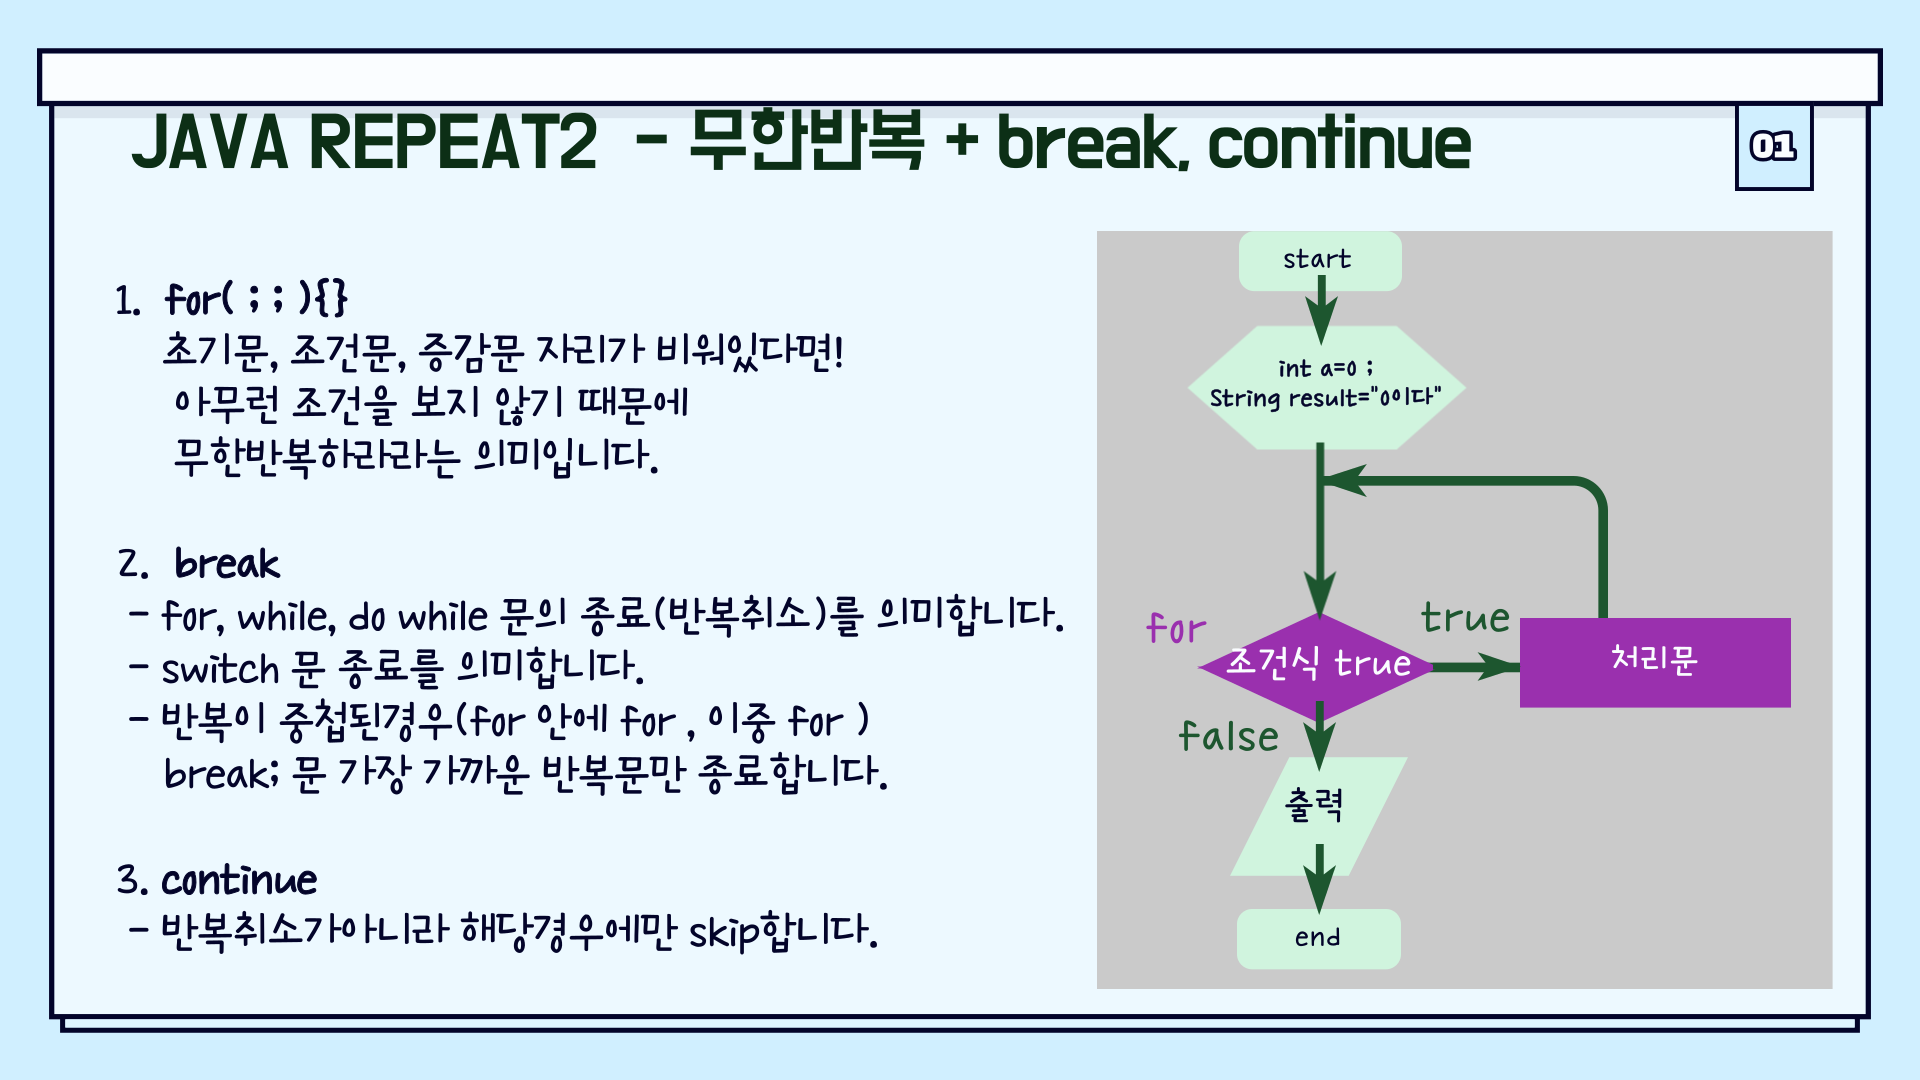 JAVA REPEAT2 - 무한반복 + break, continue
01
1. for( ; ; ){}
초기문, 조건문, 증감문 자리가 비워있다면!
아무런 조건을 보지 않기 때문에
무한반복하라라는 의미입니다.
2. break
- for, while, do while 문의 종료(반복취소)를 의미합니다.
- switch 문 종료를 의미합니다.
- 반복이 중첩된경우(for 안에 for , 이중 for )
break; 문 가장 가까운 반복문만 종료합니다.
3. continue
- 반복취소가아니라 해당경우에만 skip합니다.
start
int a=0 ;
String result="0이다"
for
조건식 true
true
처리문
false
출력
end